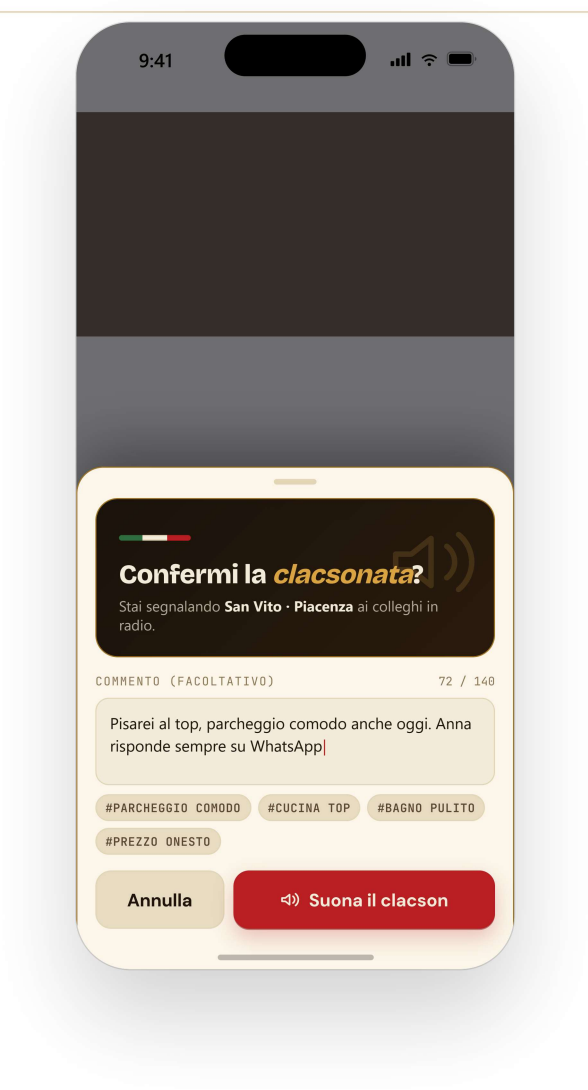 9:41
Confermi la clacsonata?
Stai segnalando San Vito · Piacenza ai colleghi in
radio.
COMMENTO (FACOLTATIVO) 72 / 140
Pisarei al top, parcheggio comodo anche oggi. Anna
risponde sempre su WhatsApp
#PARCHEGGIO COMODO #CUCINA TOP #BAGNO PULITO
#PREZZO ONESTO
Annulla Suona il clacson